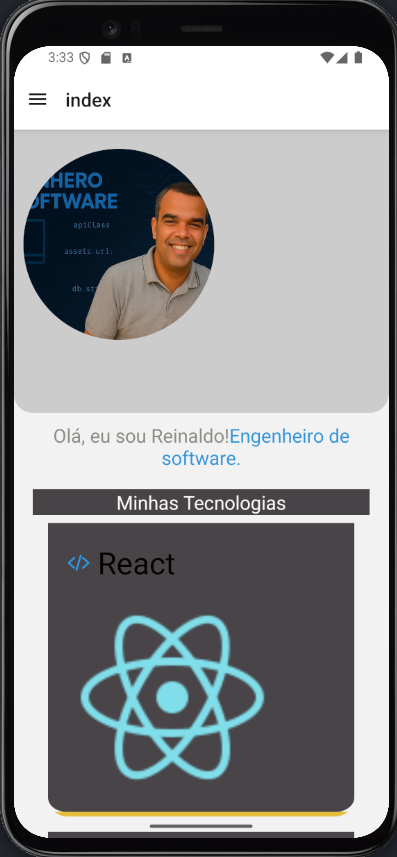 3:33
index
NHERO
OFTWARE
apiClass
assets.url;
db.st
Olá, eu sou Reinaldo!Engenheiro de
software.
Minhas Tecnologias
</> React